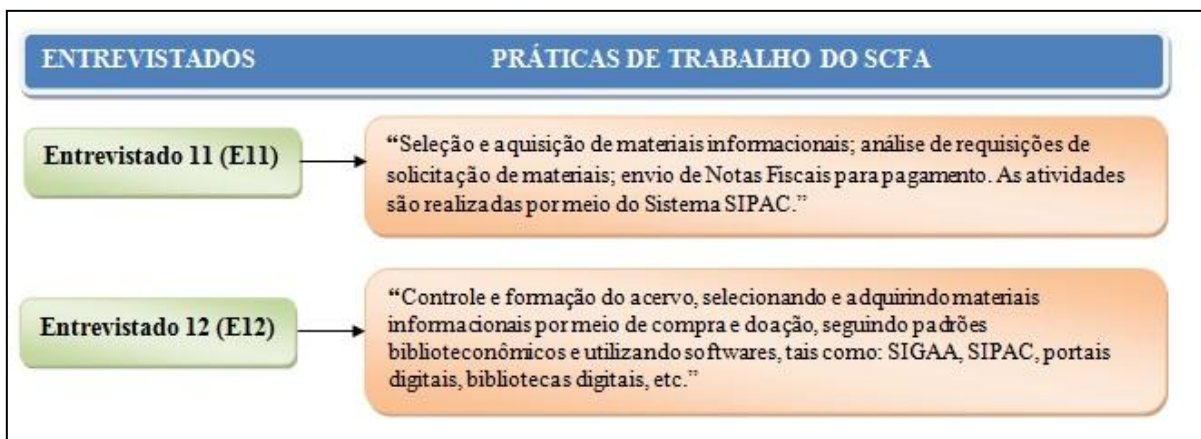 ENTREVISTADOS PRÁTICAS DE TRABALHO DO SCFA
Entrevistado 11 (E11)
“Seleção e aquisição de materiais informacionais; análise de requisições de
solicitação de materiais; envio de Notas Fiscais para pagamento. As atividades
são realizadas por meio do Sistema SIPAC.”
Entrevistado 12 (E12)
“Controle e formação do acervo, selecionando e adquirindo materiais
informacionais por meio de compra e doação, seguindo padrões
biblioteconômicos e utilizando softwares, tais como: SIGAA, SIPAC, portais
digitais, bibliotecas digitais, etc.”